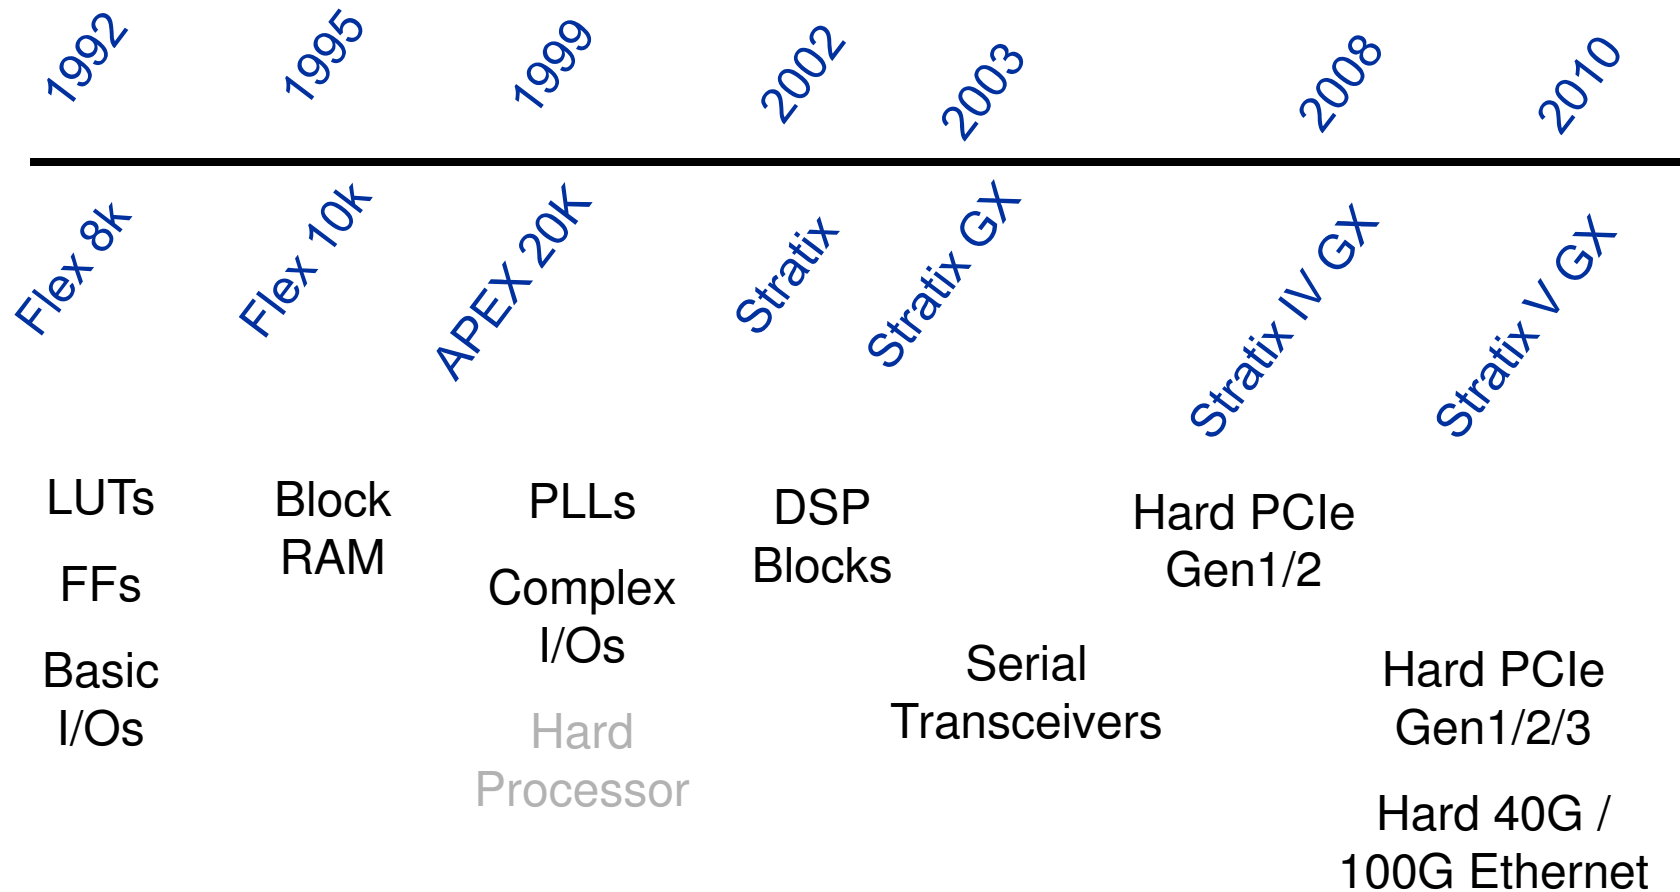 1992
1995
1999
2002
2003
2008
2010
Flex 8k
Flex 10k
APEX 20K
Stratix
Stratix GX
Stratix IV GX
Stratix V GX
LUTs
FFs
Basic
I/Os
Block
RAM
PLLs
Complex
I/Os
Hard
Processor
DSP
Blocks
Serial
Transceivers
Hard PCIe
Gen1/2
Hard PCIe
Gen1/2/3
Hard 40G /
100G Ethernet